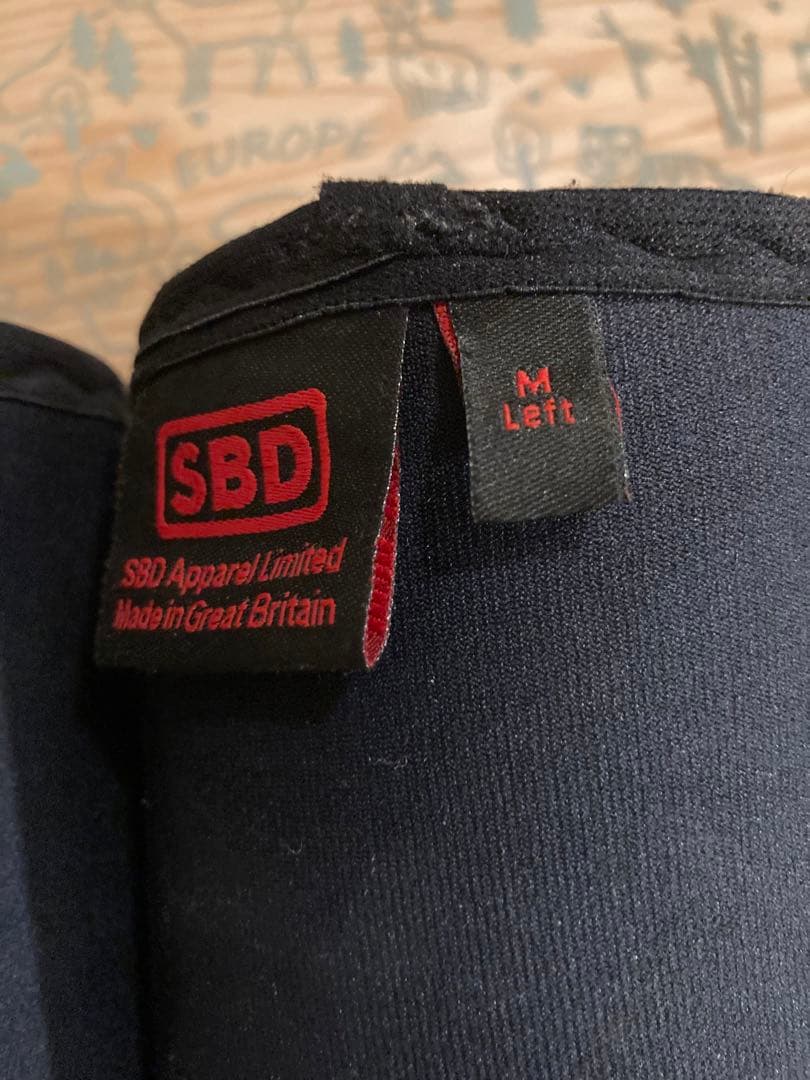 EUROPE
SBD
SBD Apparel Limited
Made in Great Britain
M
Left